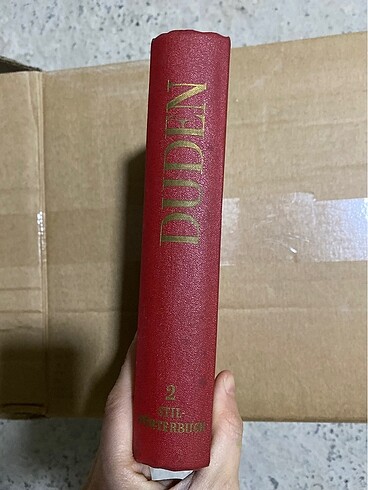 DUDEN
2
STIL-
WÖRTERBUCH